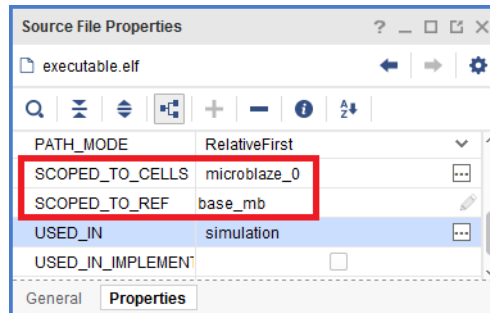 Source File Properties
executable.elf
PATH_MODE RelativeFirst
SCOPED_TO_CELLS microblaze_0
SCOPED_TO_REF base_mb
USED_IN simulation
USED_IN_IMPLEMENT
General Properties